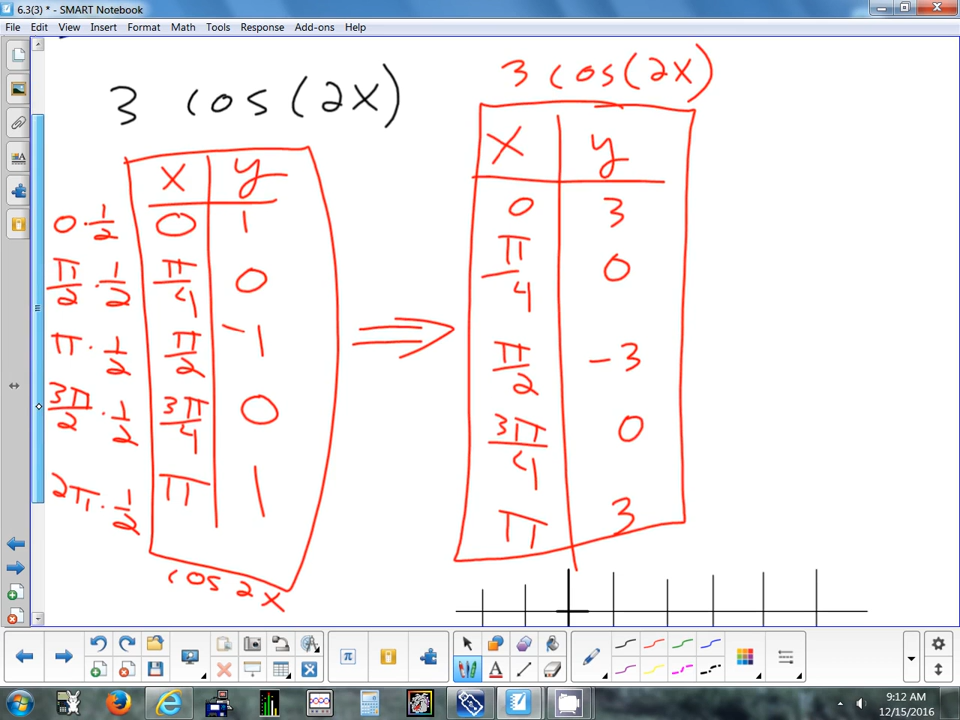 6.3(3) * - SMART Notebook
File Edit View Insert Format Math Tools Response Add-ons Help
3 cos(2x)
x y
0·1/2 0 1
π/2·1/2 π/4 0
π·1/2 π/2 -1
3π/2·1/2 3π/4 0
2π·1/2 π 1
cos 2x
⇒
3 cos(2x)
x y
0 3
π/4 0
π/2 -3
3π/4 0
π 3
9:12 AM
12/15/2016